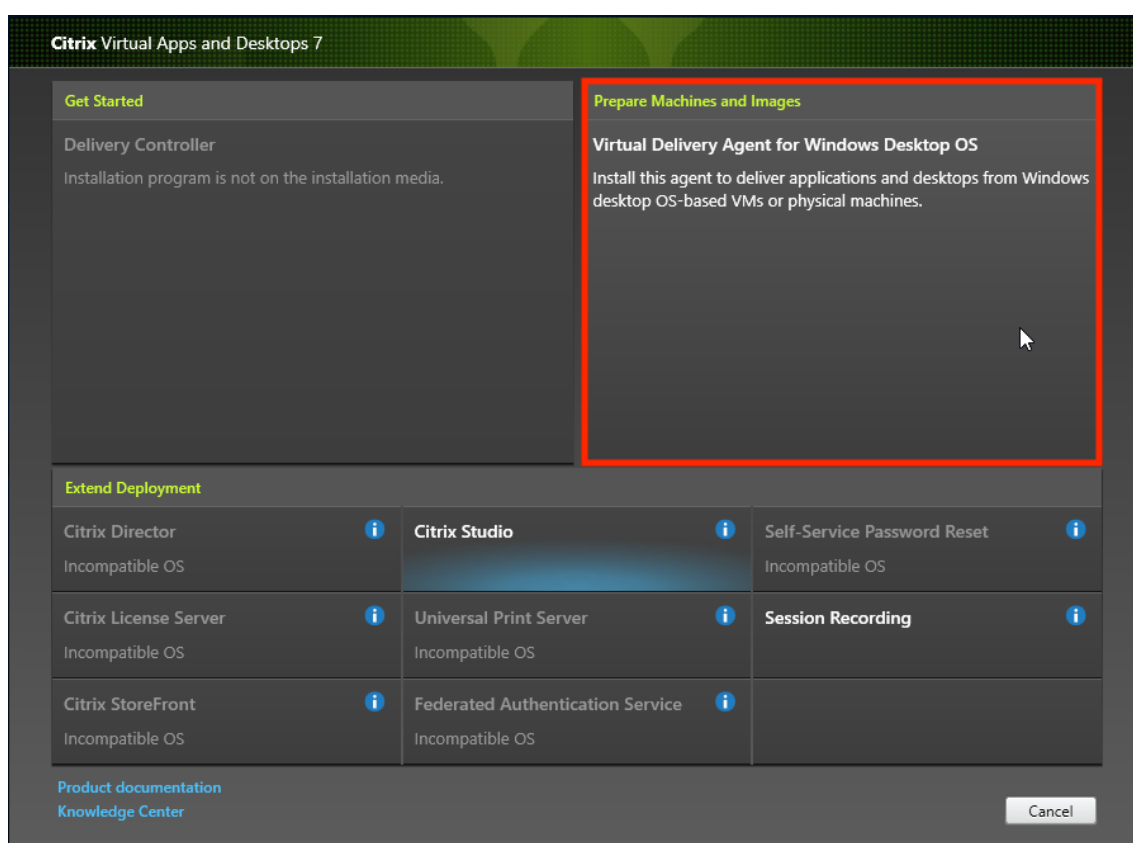 Citrix Virtual Apps and Desktops 7
Get Started
Delivery Controller
Installation program is not on the installation media.
Prepare Machines and Images
Virtual Delivery Agent for Windows Desktop OS
Install this agent to deliver applications and desktops from Windows
desktop OS-based VMs or physical machines.
Extend Deployment
Citrix Director
Incompatible OS
Citrix Studio
Self-Service Password Reset
Incompatible OS
Citrix License Server
Incompatible OS
Universal Print Server
Incompatible OS
Session Recording
Citrix StoreFront
Incompatible OS
Federated Authentication Service
Incompatible OS
Product documentation
Knowledge Center
Cancel